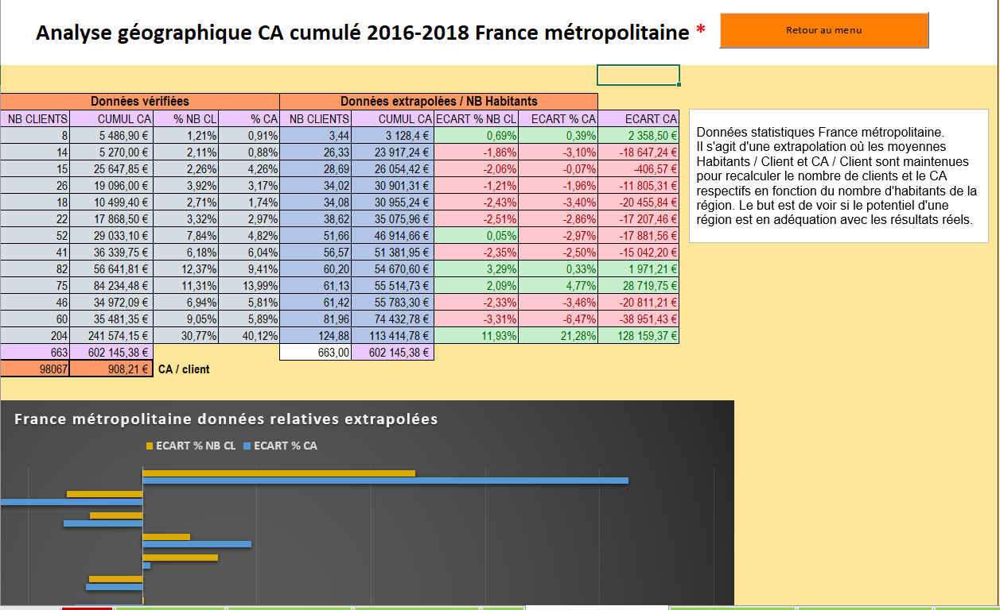 Analyse géographique CA cumulé 2016-2018 France métropolitaine *
Retour au menu
Données vérifiées Données extrapolées / NB Habitants
NB CLIENTS CUMUL CA % NB CL % CA NB CLIENTS CUMUL CA ECART % NB CL ECART % CA ECART CA
8 5 486,90 € 1,21% 0,91% 3,44 3 128,4 € 0,69% 0,39% 2 358,50 €
14 5 270,00 € 2,11% 0,88% 26,33 23 917,24 € -1,86% -3,10% -18 647,24 €
15 25 647,85 € 2,26% 4,26% 28,69 26 054,42 € -2,06% -0,07% -406,57 €
26 19 096,00 € 3,92% 3,17% 34,02 30 901,31 € -1,21% -1,96% -11 805,31 €
18 10 499,40 € 2,71% 1,74% 34,08 30 955,24 € -2,43% -3,40% -20 455,84 €
22 17 868,50 € 3,32% 2,97% 38,62 35 075,96 € -2,51% -2,86% -17 207,46 €
52 29 033,10 € 7,84% 4,82% 51,66 46 914,66 € 0,05% -2,97% -17 881,56 €
41 36 339,75 € 6,18% 6,04% 56,57 51 381,95 € -2,35% -2,50% -15 042,20 €
82 56 641,81 € 12,37% 9,41% 60,20 54 670,60 € 3,29% 0,33% 1 971,21 €
75 84 234,48 € 11,31% 13,99% 61,13 55 514,73 € 2,09% 4,77% 28 719,75 €
46 34 972,09 € 6,94% 5,81% 61,42 55 783,30 € -2,33% -3,46% -20 811,21 €
60 35 481,35 € 9,05% 5,89% 81,96 74 432,78 € -3,31% -6,47% -38 951,43 €
204 241 574,15 € 30,77% 40,12% 124,88 113 414,78 € 11,93% 21,28% 128 159,37 €
663 602 145,38 € 663,00 602 145,38 €
98067 908,21 € CA / client
Données statistiques France métropolitaine.
Il s'agit d'une extrapolation où les moyennes
Habitants / Client et CA / Client sont maintenues
pour recalculer le nombre de clients et le CA
respectifs en fonction du nombre d'habitants de la
région. Le but est de voir si le potentiel d'une
région est en adéquation avec les résultats réels.
France métropolitaine données relatives extrapolées
ECART % NB CL ECART % CA